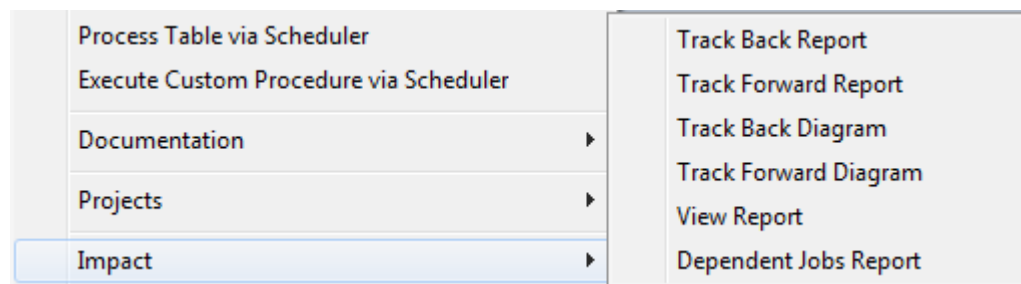 Process Table via Scheduler
Execute Custom Procedure via Scheduler
Documentation
Projects
Impact
Track Back Report
Track Forward Report
Track Back Diagram
Track Forward Diagram
View Report
Dependent Jobs Report